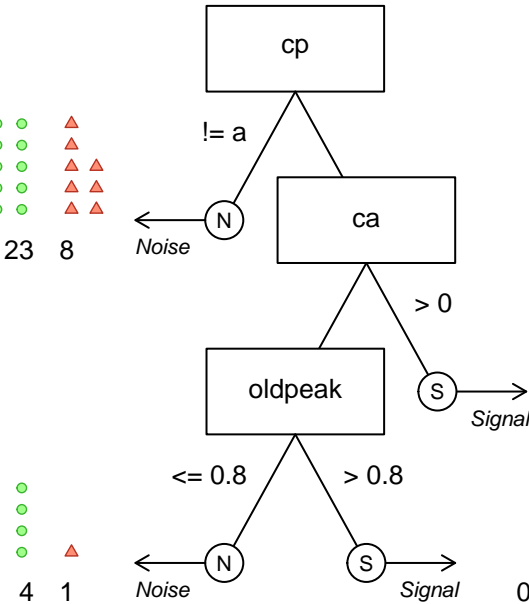 cp
!= a
N
Noise
23 8
ca
> 0
S
Signal
oldpeak
<= 0.8 > 0.8
N
Noise
S
Signal
4 1
0